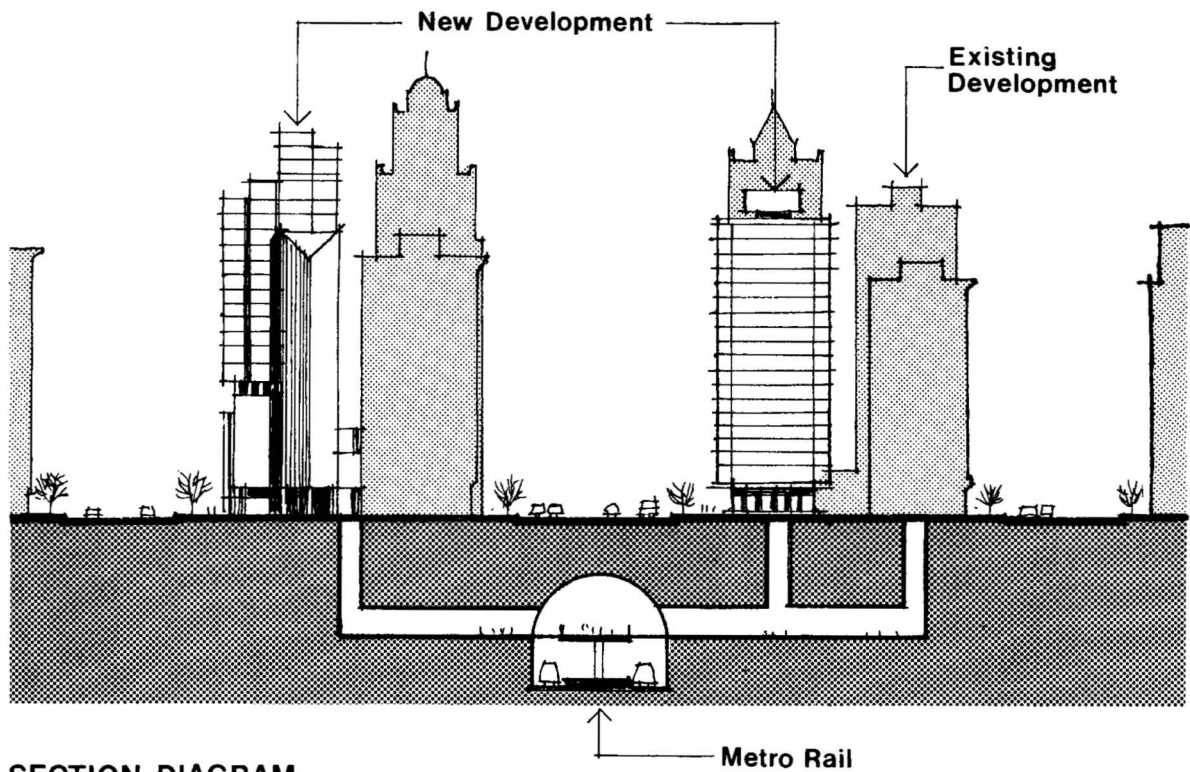 New Development
Existing
Development
Metro Rail
SECTION DIAGRAM